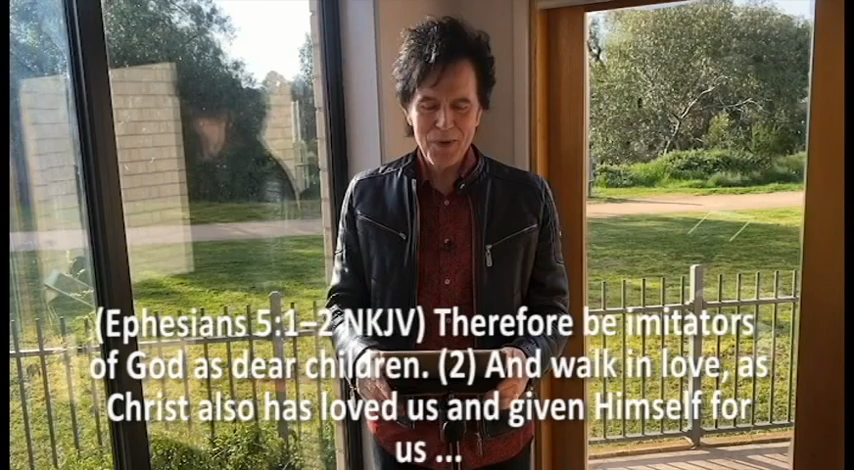 (Ephesians 5:1–2 NKJV) Therefore be imitators
of God as dear children. (2) And walk in love, as
Christ also has loved us and given Himself for
us ...